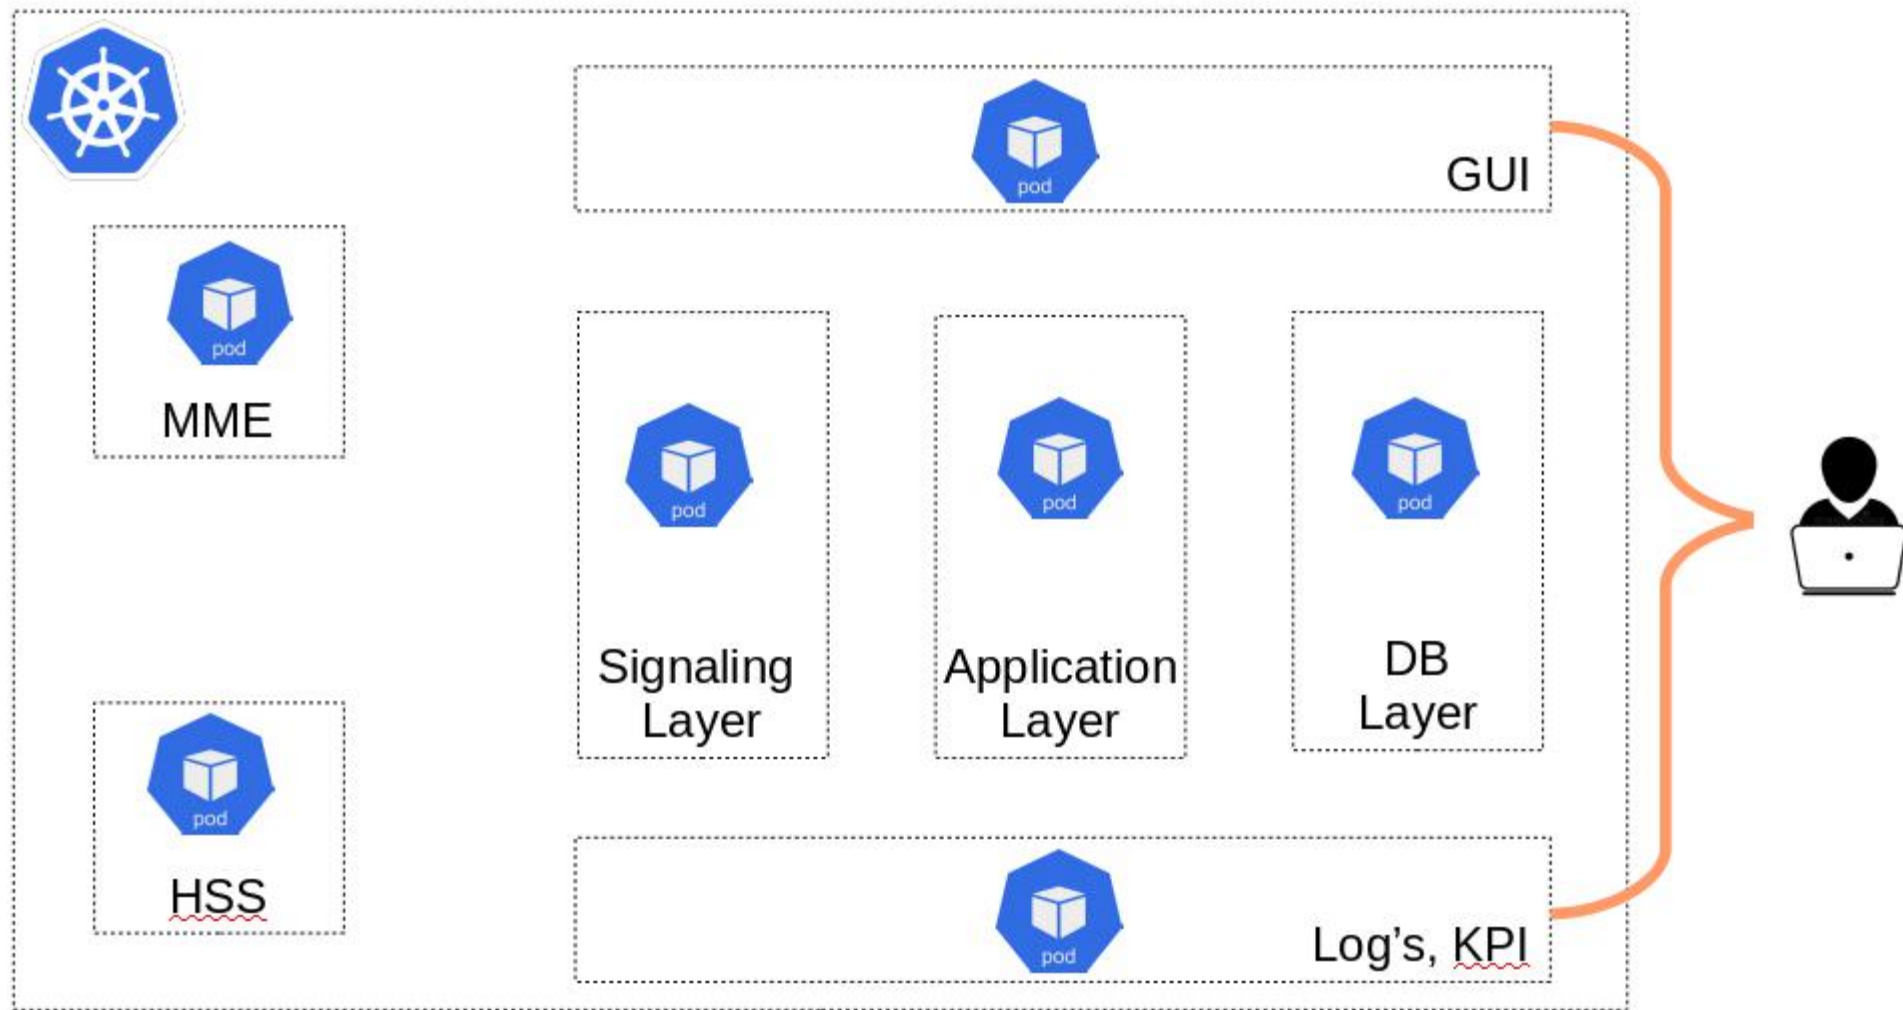 pod
GUI
pod
MME
pod
Signaling
Layer
pod
Application
Layer
pod
DB
Layer
pod
HSS
pod
Log’s, KPI